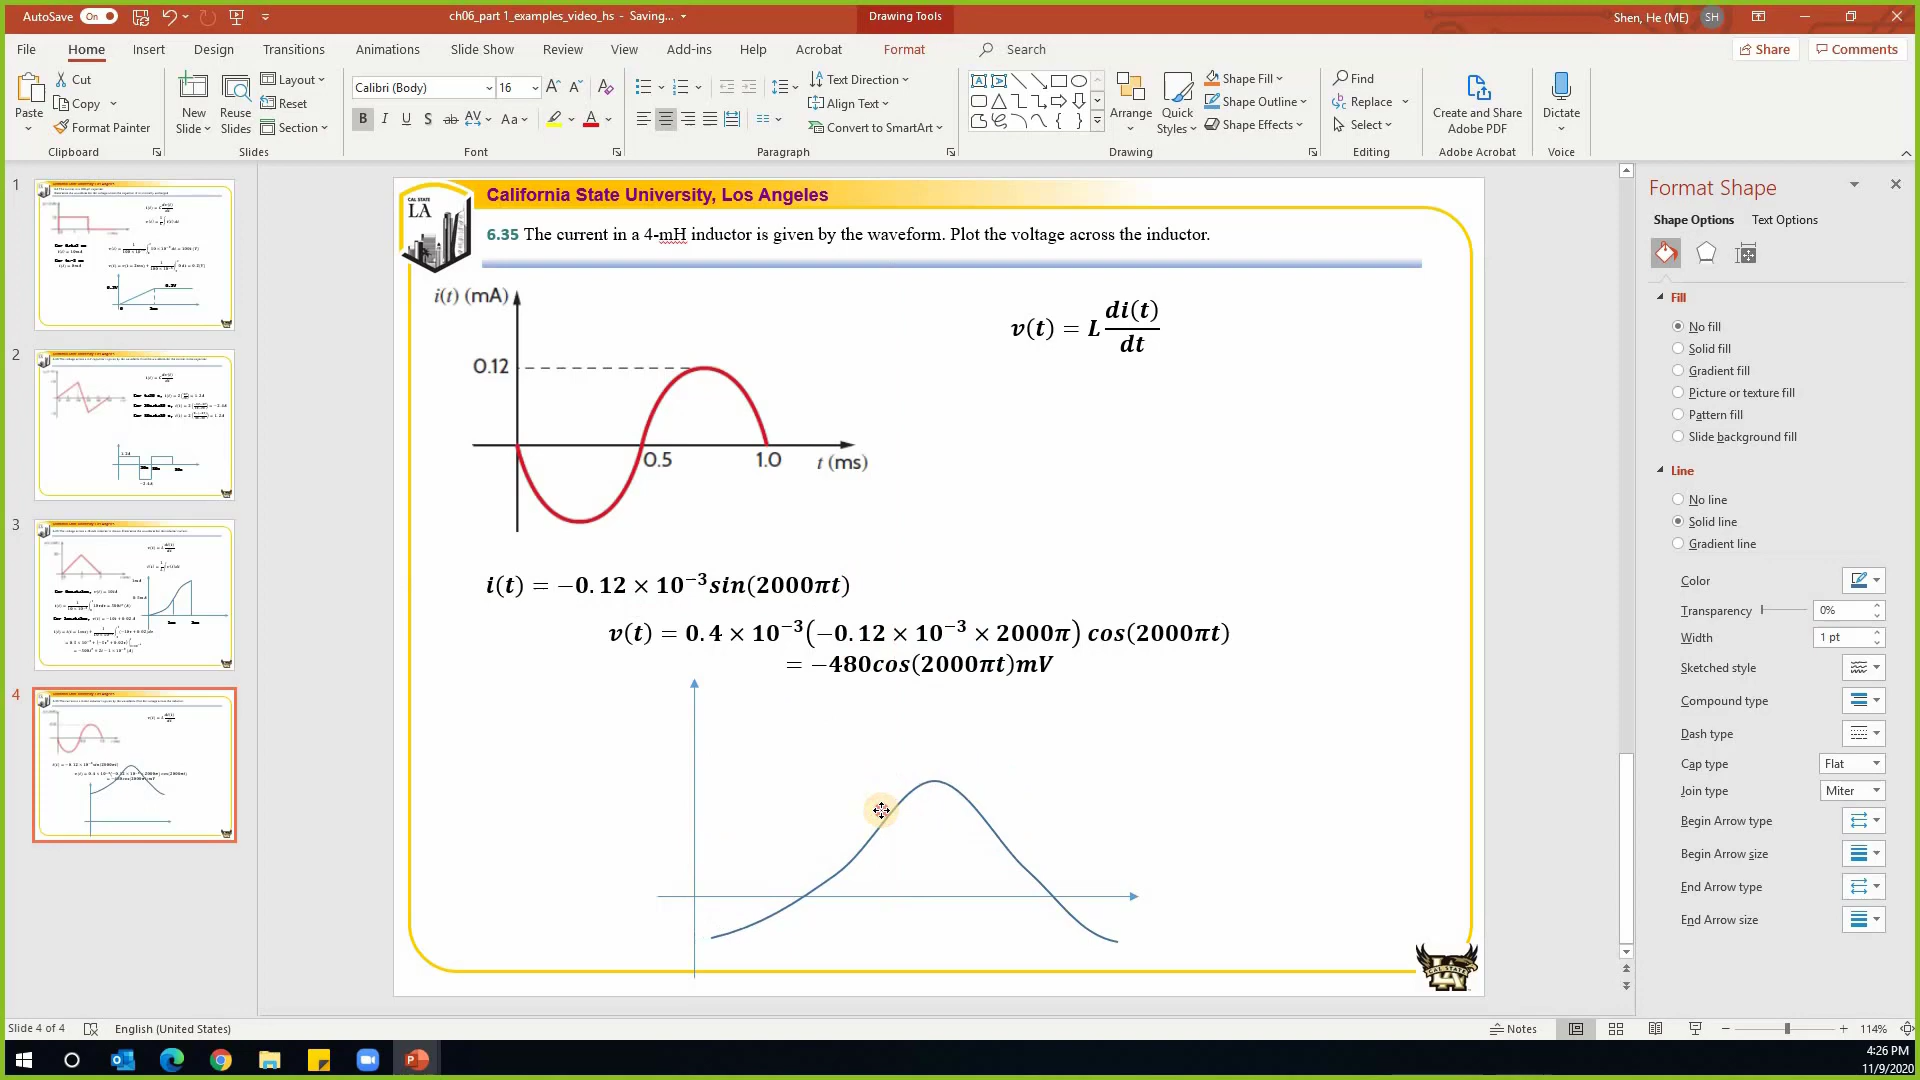 AutoSave On
ch06_part 1_examples_video_hs - Saving...
Drawing Tools
Shen, He (ME) SH
File Home Insert Design Transitions Animations Slide Show Review View Add-ins Help Acrobat Format Search
Share Comments
Paste Cut Copy Format Painter
Clipboard
New Slide Reuse Slides Layout Reset Section
Slides
Calibri (Body) 16
Font
Text Direction
Align Text
Convert to SmartArt
Paragraph
Arrange Quick Styles Shape Fill Shape Outline Shape Effects
Drawing
Find
Replace
Select
Editing
Create and Share Adobe PDF
Adobe Acrobat
Dictate
Voice
1
2
3
4
California State University, Los Angeles
CAL STATE
LA
6.35 The current in a 4-mH inductor is given by the waveform. Plot the voltage across the inductor.
i(t) (mA)
0.12
0.5 1.0 t (ms)
v(t) = L di(t)/dt
i(t) = −0.12 × 10⁻³sin(2000πt)
v(t) = 0.4 × 10⁻³(−0.12 × 10⁻³ × 2000π) cos(2000πt)
= −480cos(2000πt)mV
CAL STATE
LA
Format Shape
Shape Options Text Options
Fill
No fill
Solid fill
Gradient fill
Picture or texture fill
Pattern fill
Slide background fill
Line
No line
Solid line
Gradient line
Color
Transparency 0%
Width 1 pt
Sketched style
Compound type
Dash type
Cap type Flat
Join type Miter
Begin Arrow type
Begin Arrow size
End Arrow type
End Arrow size
Slide 4 of 4 English (United States) Notes 114%
4:26 PM
11/9/2020